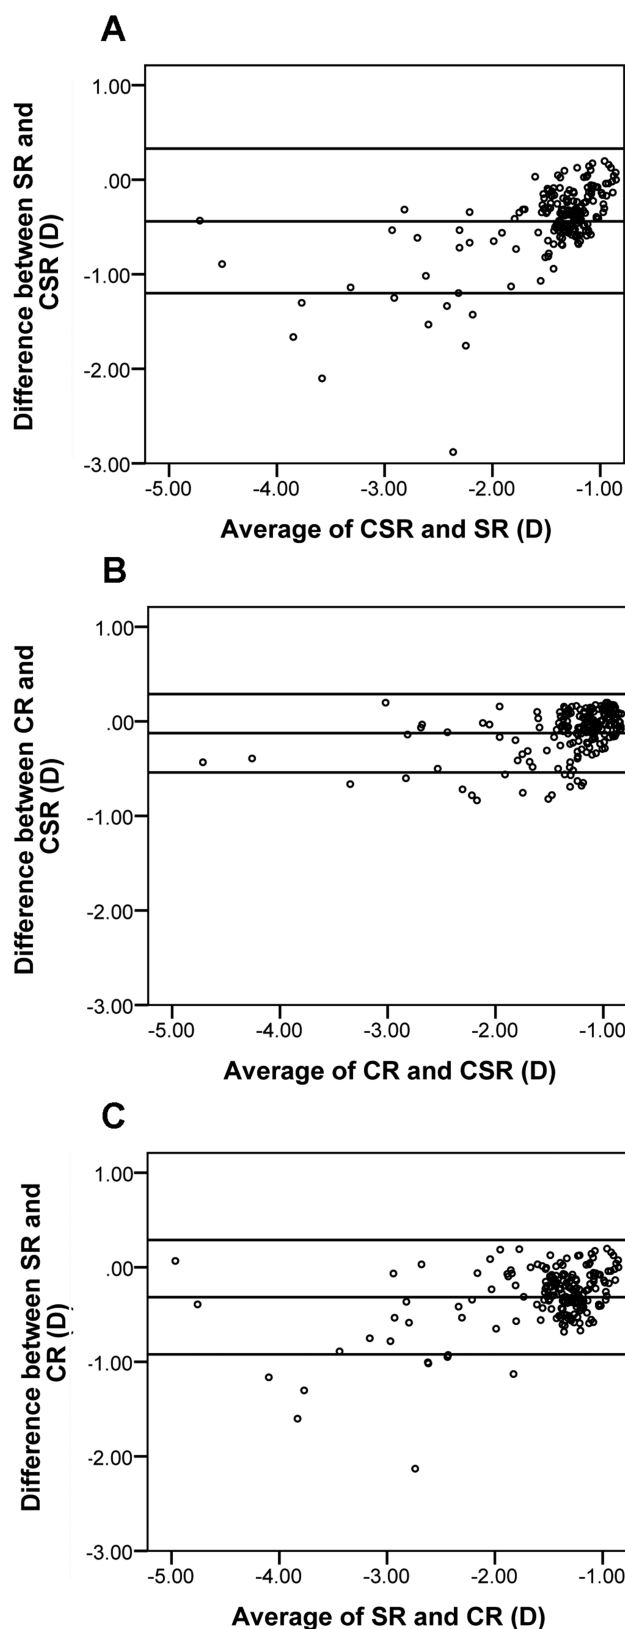 A
Difference between SR and
CSR (D)
1.00
.00
-1.00
-2.00
-3.00
-5.00 -4.00 -3.00 -2.00 -1.00
Average of CSR and SR (D)
B
Difference between CR and
CSR (D)
1.00
.00
-1.00
-2.00
-3.00
-5.00 -4.00 -3.00 -2.00 -1.00
Average of CR and CSR (D)
C
Difference between SR and
CR (D)
1.00
.00
-1.00
-2.00
-3.00
-5.00 -4.00 -3.00 -2.00 -1.00
Average of SR and CR (D)